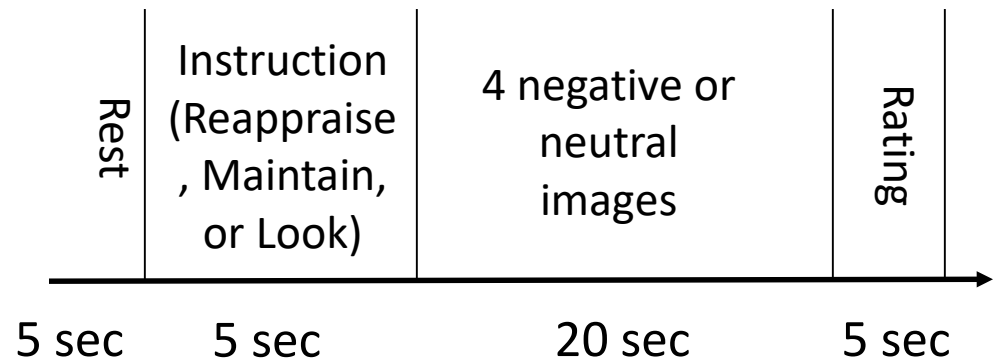 Rest
Instruction
(Reappraise
, Maintain,
or Look)
4 negative or
neutral
images
Rating
5 sec
5 sec
20 sec
5 sec